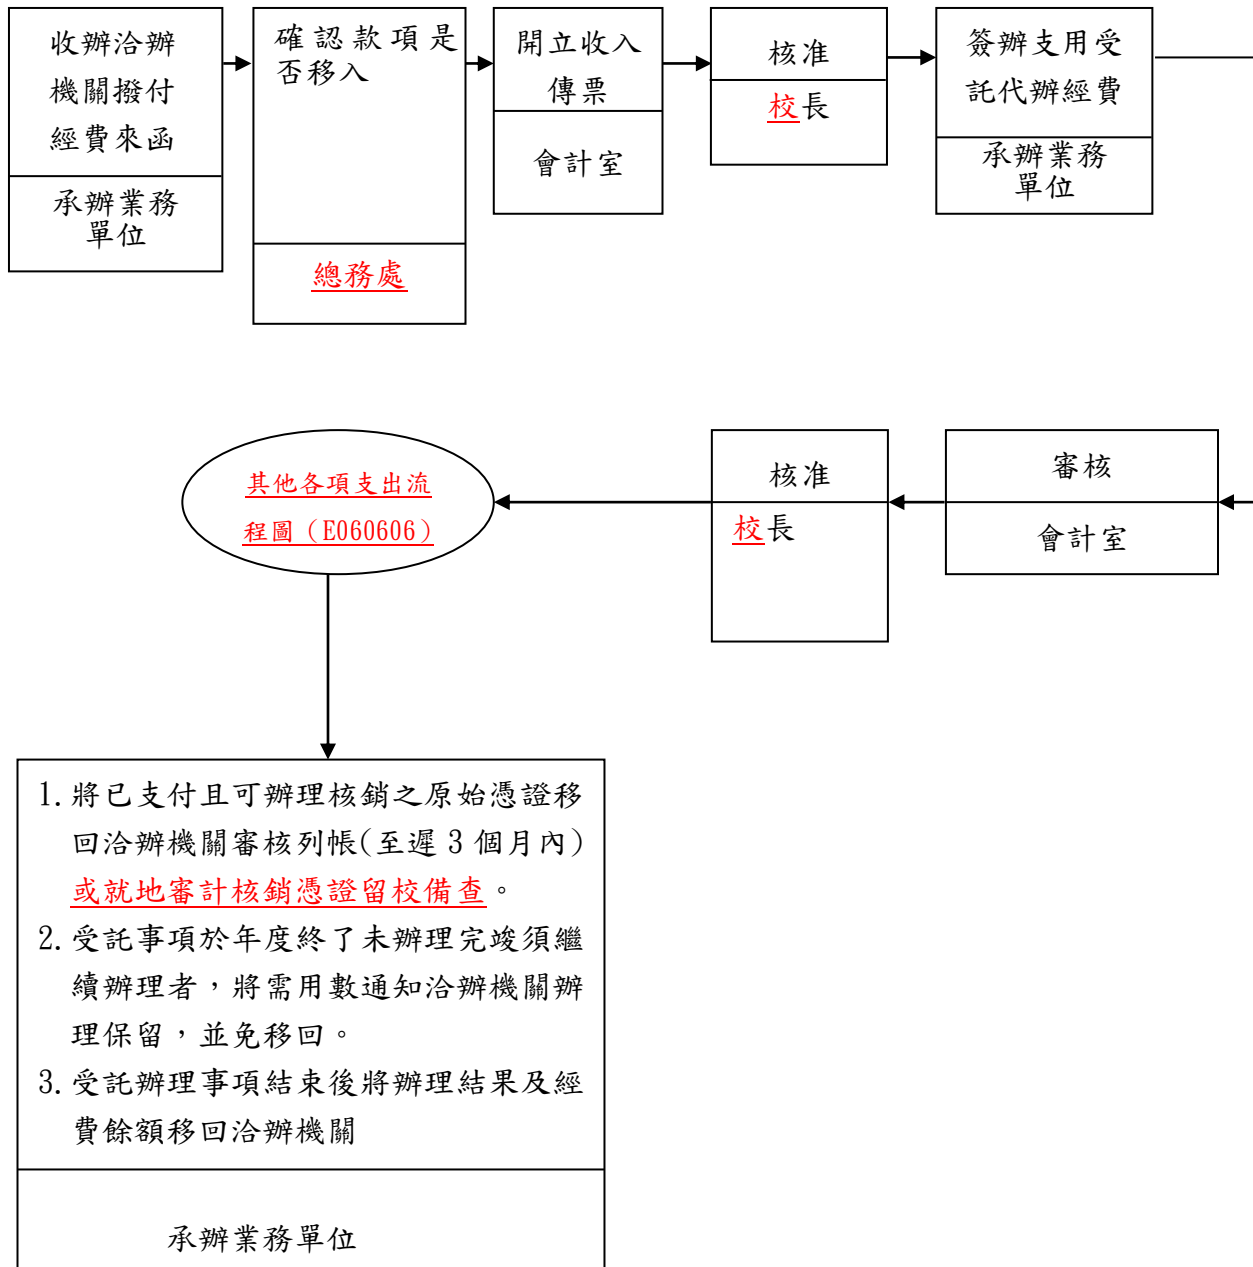 收辦洽辦
機關撥付
經費來函
承辦業務
單位
確認款項是
否移入
總務處
開立收入
傳票
會計室
核准
校長
簽辦支用受
託代辦經費
承辦業務
單位
審核
會計室
核准
校長
其他各項支出流
程圖（E060606）
1. 將已支付且可辦理核銷之原始憑證移
回洽辦機關審核列帳(至遲 3 個月內)
或就地審計核銷憑證留校備查。
2. 受託事項於年度終了未辦理完竣須繼
續辦理者，將需用數通知洽辦機關辦
理保留，並免移回。
3. 受託辦理事項結束後將辦理結果及經
費餘額移回洽辦機關
承辦業務單位